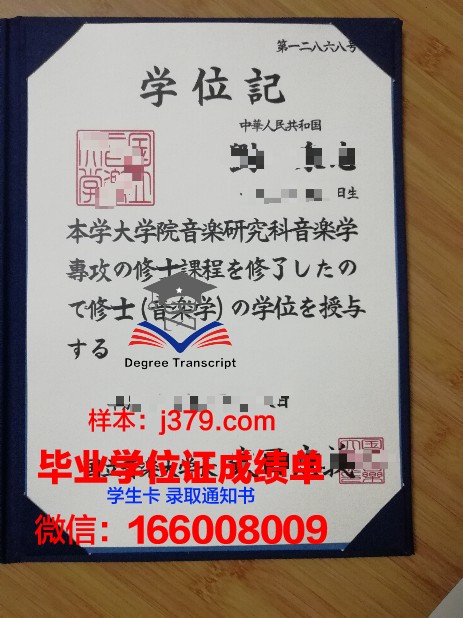 第一二八六八号
学位記
中華人民共和国
日生
本学大学院音楽研究科音楽学
専攻の修士課程を修了したの
で修士(音楽学)の学位を授与
する
Degree Transcript
日
样本：j379.com
毕业学位证成绩单
学生卡 录取通知书
微信：166008009